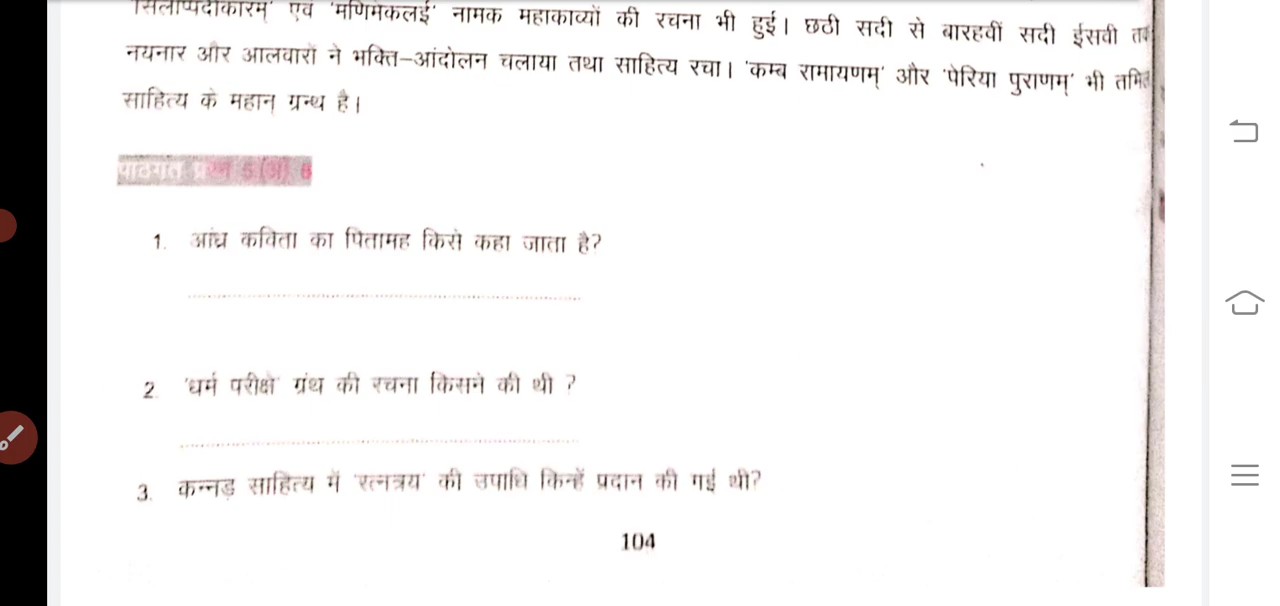 सिलाप्पदीकारम्' एवं 'मणिमेकलई' नामक महाकाव्यों की रचना भी हुई। छठी सदी से बारहवीं सदी ईसवी तक
नयनार और आलवारों ने भक्ति-आंदोलन चलाया तथा साहित्य रचा। 'कम्ब रामायणम्' और 'पेरिया पुराणम्' भी तमिल
साहित्य के महान् ग्रन्थ है।
पाठगत प्रश्न 5 (अ) 6
1. आंध्र कविता का पितामह किसे कहा जाता है?
2. 'धर्म परीक्षे' ग्रंथ की रचना किसने की थी ?
3. कन्नड़ साहित्य में 'रत्नत्रय' की उपाधि किन्हें प्रदान की गई थी?
104